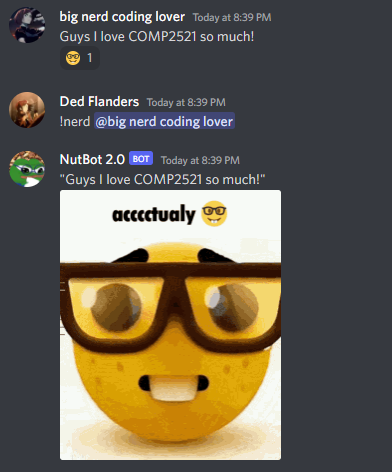 big nerd coding lover Today at 8:39 PM
Guys I love COMP2521 so much!
🤓 1
Ded Flanders Today at 8:39 PM
!nerd @big nerd coding lover
NutBot 2.0 BOT Today at 8:39 PM
"Guys I love COMP2521 so much!"
acccctualy 🤓